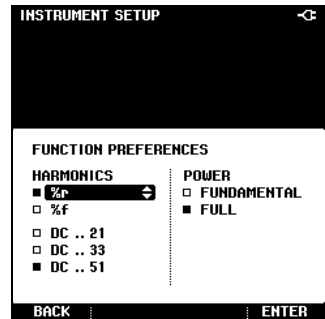 INSTRUMENT SETUP
FUNCTION PREFERENCES
HARMONICS
%r
%f
DC .. 21
DC .. 33
DC .. 51
POWER
FUNDAMENTAL
FULL
BACK
ENTER